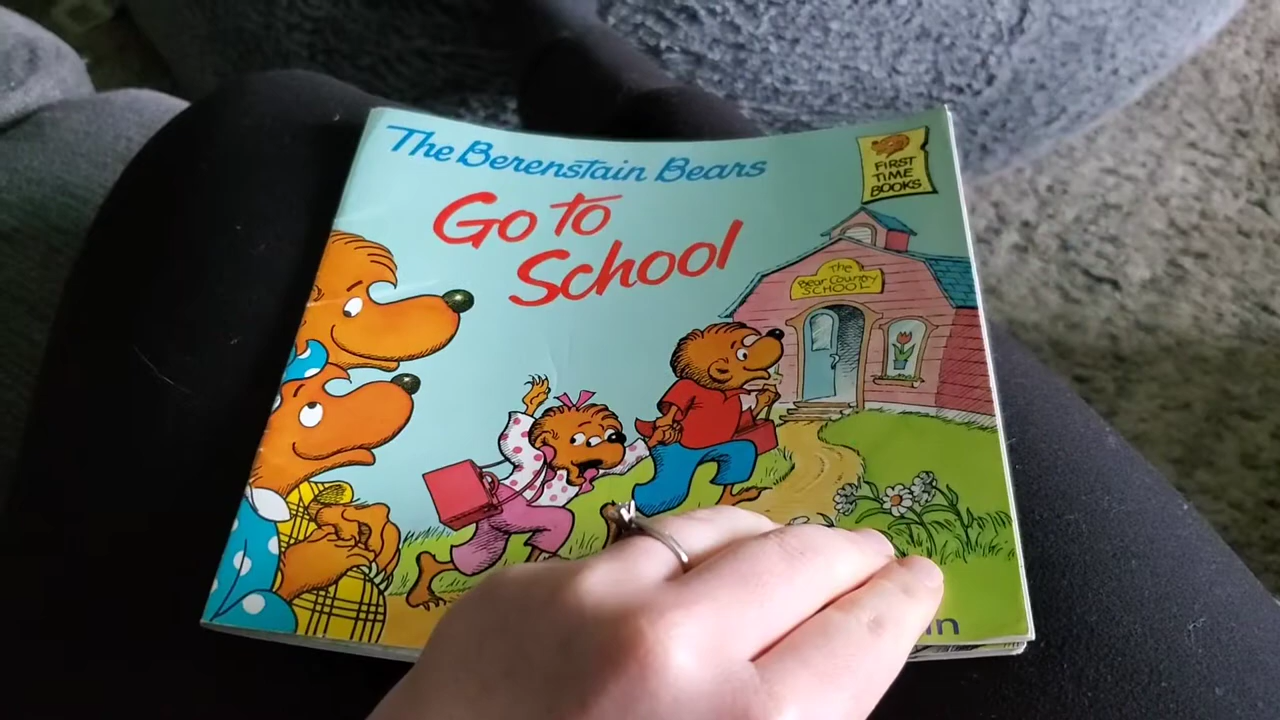 The Berenstain Bears
Go to
School
FIRST
TIME
BOOKS
The
Bear Country
SCHOOL